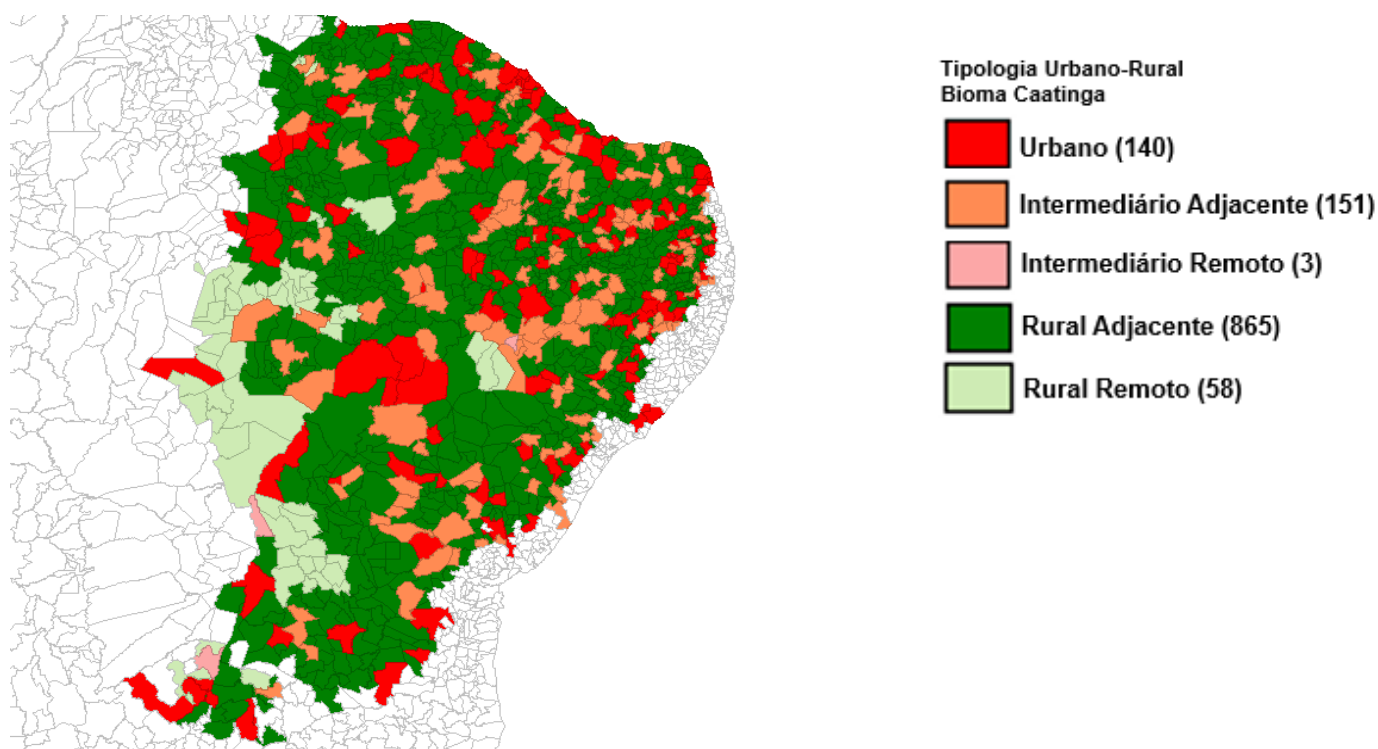 Tipologia Urbano-Rural
Bioma Caatinga
Urbano (140)
Intermediário Adjacente (151)
Intermediário Remoto (3)
Rural Adjacente (865)
Rural Remoto (58)